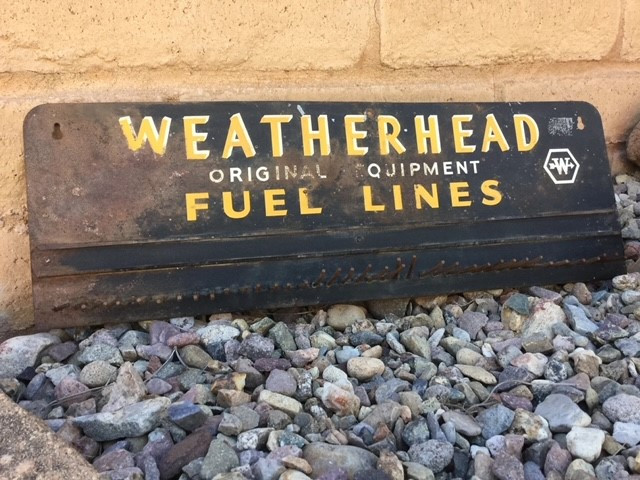 WEATHERHEAD
ORIGINAL EQUIPMENT
FUEL LINES
W